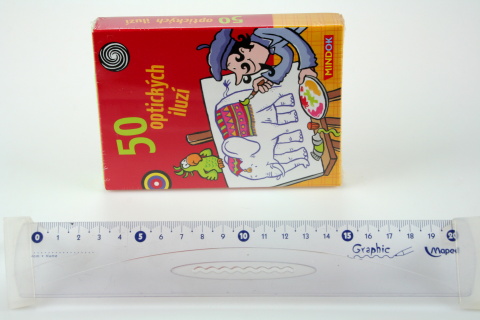 50 optických iluzí
MINDOK
50
optických
iluzí
0 1 2 3 4 5 6 7 8 9 10 11 12 13 14 15 16 17 18 19 20
Graphic
Maped